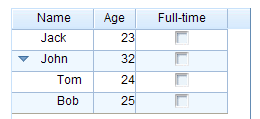 Name Age Full-time
Jack 23
John 32
Tom 24
Bob 25